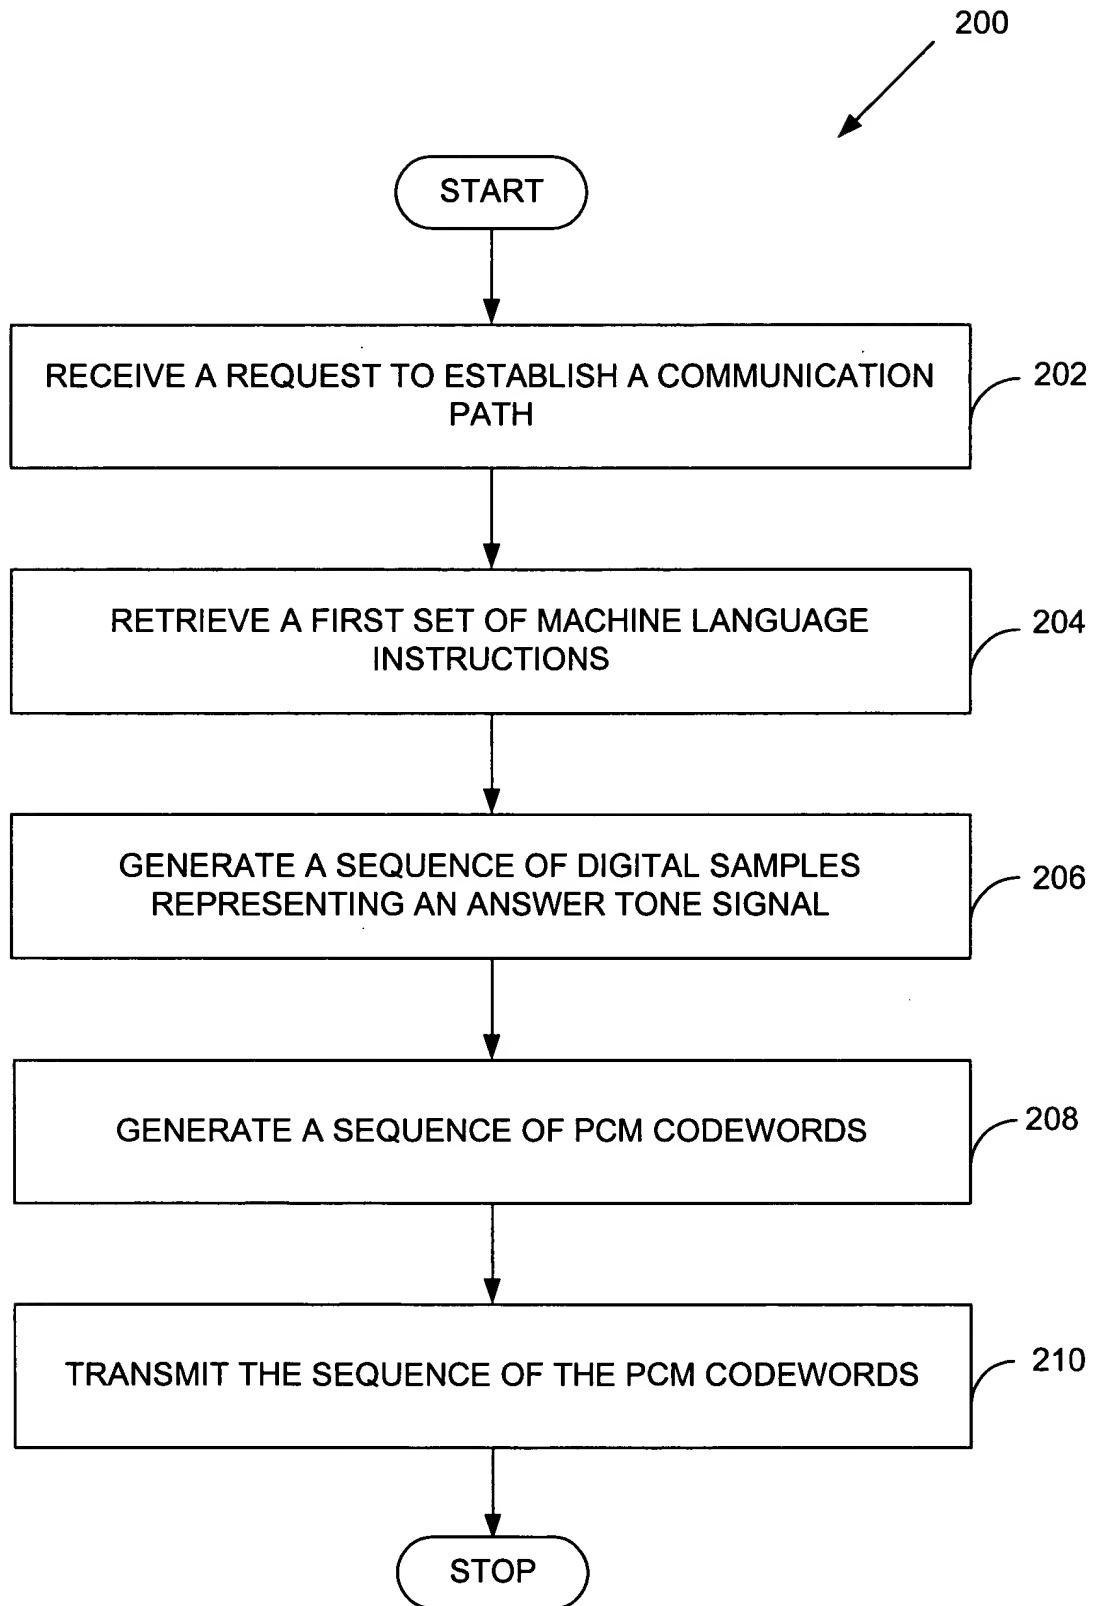 200
START
RECEIVE A REQUEST TO ESTABLISH A COMMUNICATION
PATH
202
RETRIEVE A FIRST SET OF MACHINE LANGUAGE
INSTRUCTIONS
204
GENERATE A SEQUENCE OF DIGITAL SAMPLES
REPRESENTING AN ANSWER TONE SIGNAL
206
GENERATE A SEQUENCE OF PCM CODEWORDS
208
TRANSMIT THE SEQUENCE OF THE PCM CODEWORDS
210
STOP